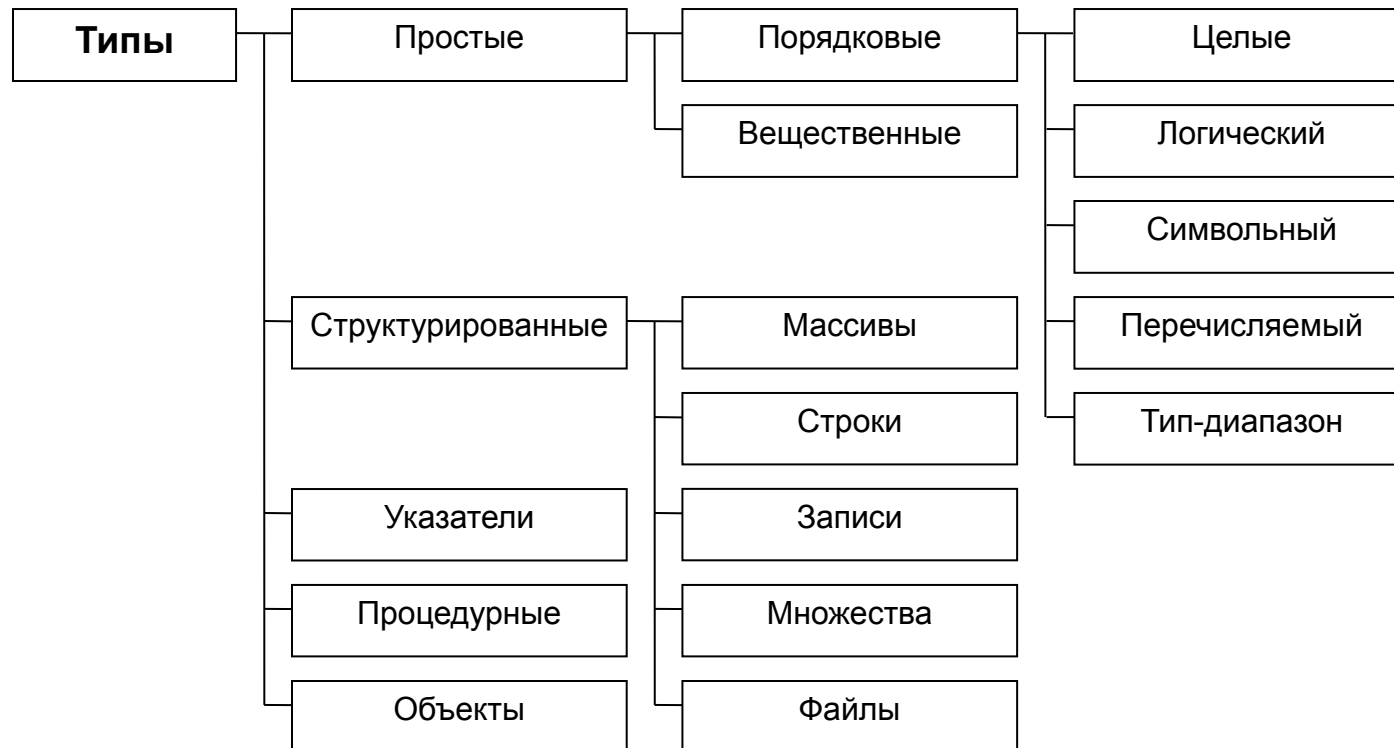 Типы
Простые
Порядковые
Целые
Вещественные
Логический
Символьный
Структурированные
Массивы
Перечисляемый
Строки
Тип-диапазон
Указатели
Записи
Процедурные
Множества
Объекты
Файлы